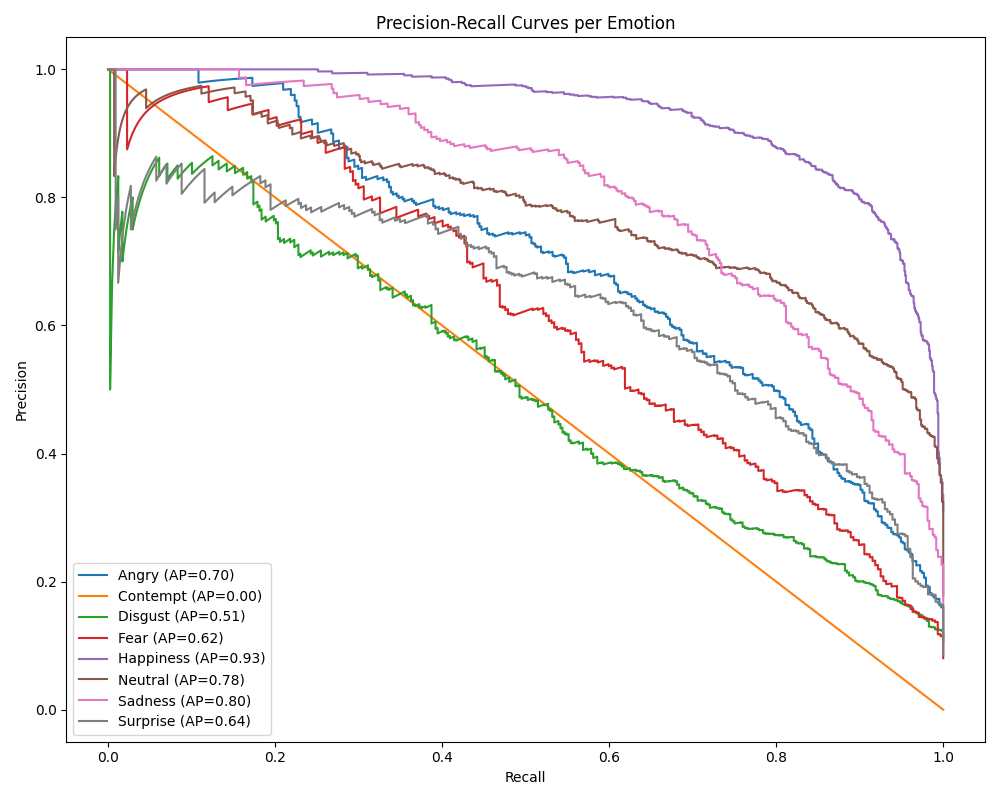 Precision-Recall Curves per Emotion
1.0
0.8
0.6
0.4
0.2
0.0
Precision
Angry (AP=0.70)
Contempt (AP=0.00)
Disgust (AP=0.51)
Fear (AP=0.62)
Happiness (AP=0.93)
Neutral (AP=0.78)
Sadness (AP=0.80)
Surprise (AP=0.64)
0.0 0.2 0.4 0.6 0.8 1.0
Recall